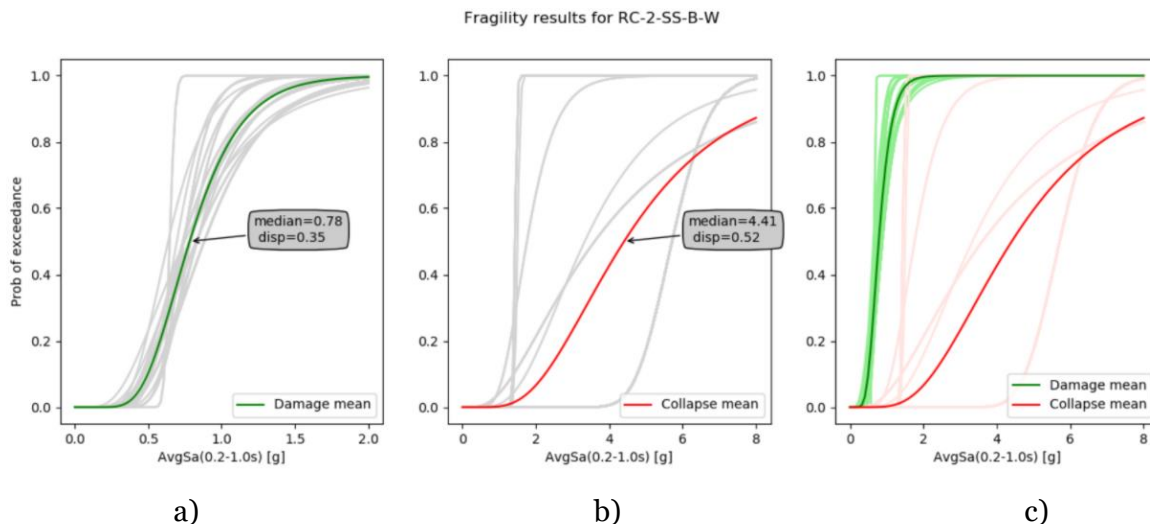 Fragility results for RC-2-SS-B-W
Prob of exceedance
1.0
0.8
0.6
0.4
0.2
0.0
median=0.78
disp=0.35
Damage mean
0.0 0.5 1.0 1.5 2.0
AvgSa(0.2-1.0s) [g]
a)
1.0
0.8
0.6
0.4
0.2
0.0
median=4.41
disp=0.52
Collapse mean
0 2 4 6 8
AvgSa(0.2-1.0s) [g]
b)
1.0
0.8
0.6
0.4
0.2
0.0
Damage mean
Collapse mean
0 2 4 6 8
AvgSa(0.2-1.0s) [g]
c)